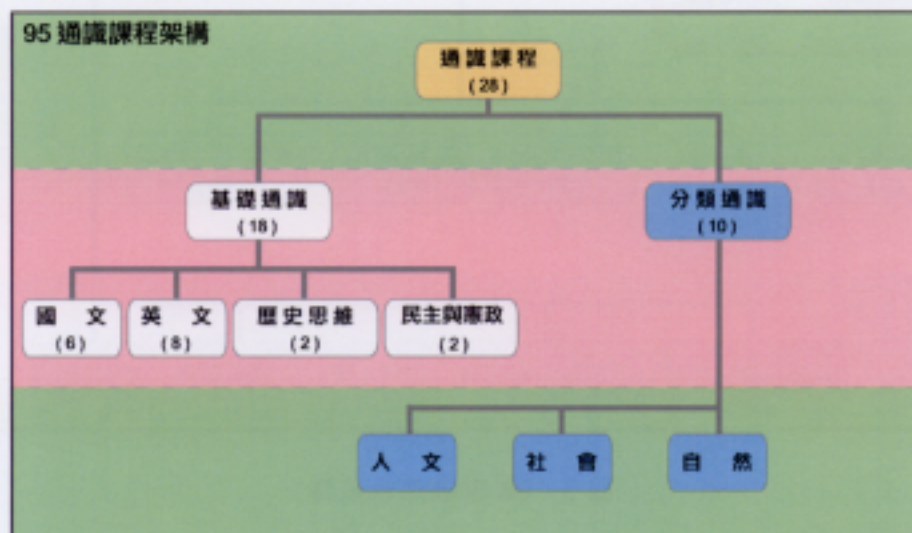 95 通識課程架構
通識課程
(28)
基礎通識
(18)
分類通識
(10)
國 文
(6)
英 文
(8)
歷史思維
(2)
民主與憲政
(2)
人 文
社 會
自 然